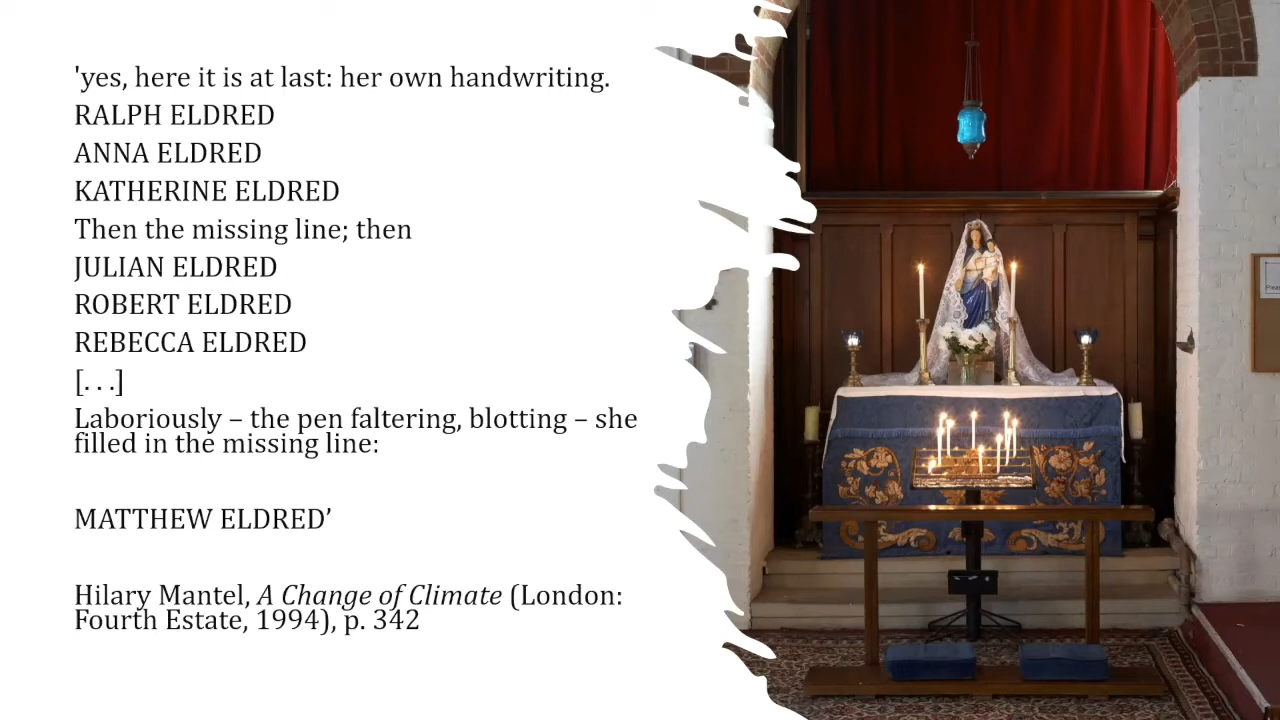 'yes, here it is at last: her own handwriting.
RALPH ELDRED
ANNA ELDRED
KATHERINE ELDRED
Then the missing line; then
JULIAN ELDRED
ROBERT ELDRED
REBECCA ELDRED
[. . .]
Laboriously – the pen faltering, blotting – she
filled in the missing line:
MATTHEW ELDRED’
Hilary Mantel, A Change of Climate (London:
Fourth Estate, 1994), p. 342